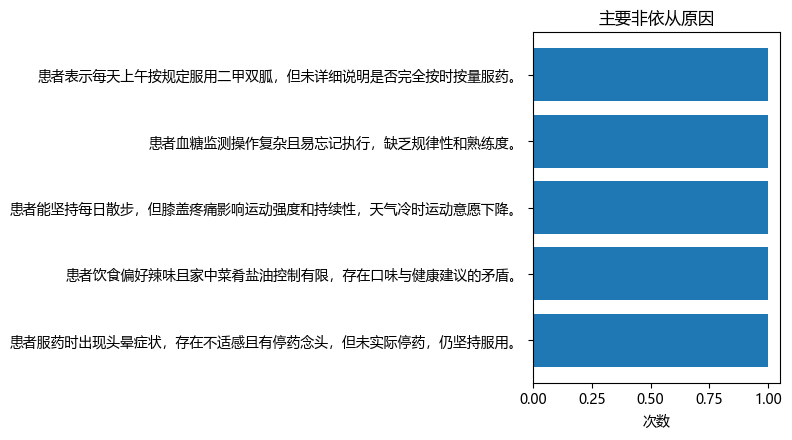 主要非依从原因
患者表示每天上午按规定服用二甲双胍，但未详细说明是否完全按时按量服药。
患者血糖监测操作复杂且易忘记执行，缺乏规律性和熟练度。
患者能坚持每日散步，但膝盖疼痛影响运动强度和持续性，天气冷时运动意愿下降。
患者饮食偏好辣味且家中菜肴盐油控制有限，存在口味与健康建议的矛盾。
患者服药时出现头晕症状，存在不适感且有停药念头，但未实际停药，仍坚持服用。
0.00 0.25 0.50 0.75 1.00
次数